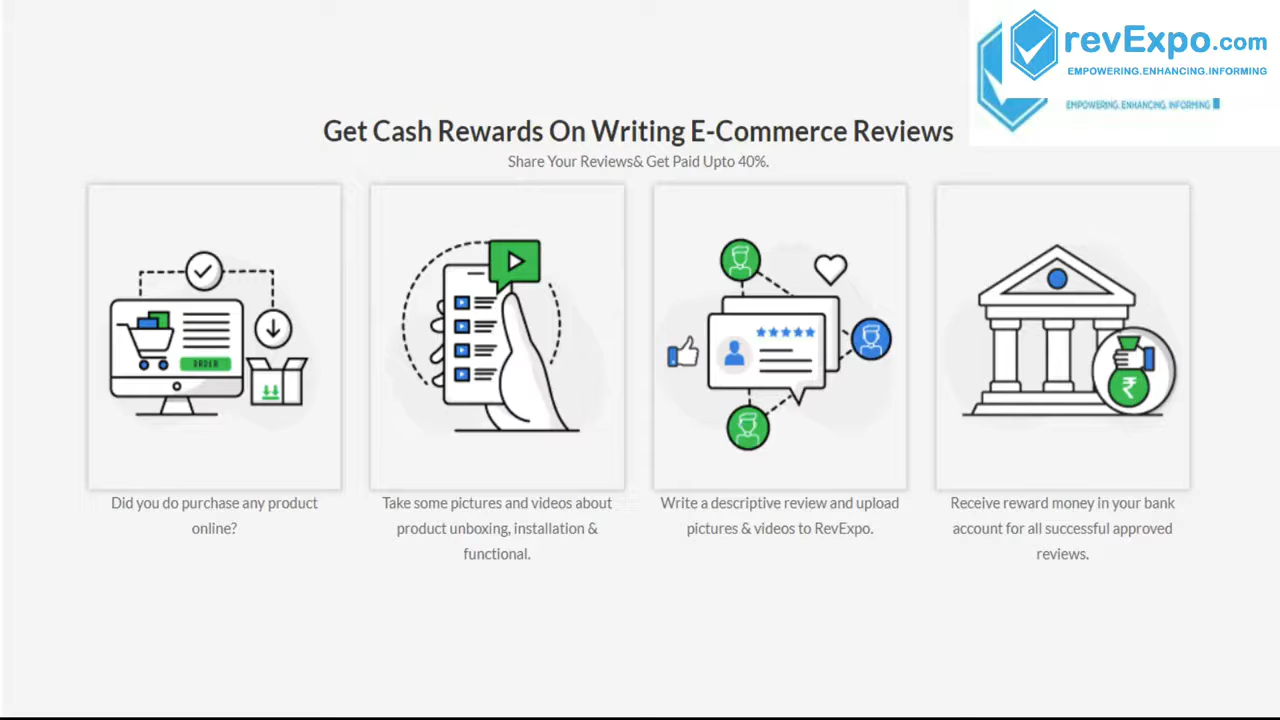 revExpo.com
EMPOWERING.ENHANCING.INFORMING
EMPOWERING. ENHANCING. INFORMING
Get Cash Rewards On Writing E-Commerce Reviews
Share Your Reviews& Get Paid Upto 40%.
ORDER
₹
Did you do purchase any product
online?
Take some pictures and videos about
product unboxing, installation &
functional.
Write a descriptive review and upload
pictures & videos to RevExpo.
Receive reward money in your bank
account for all successful approved
reviews.